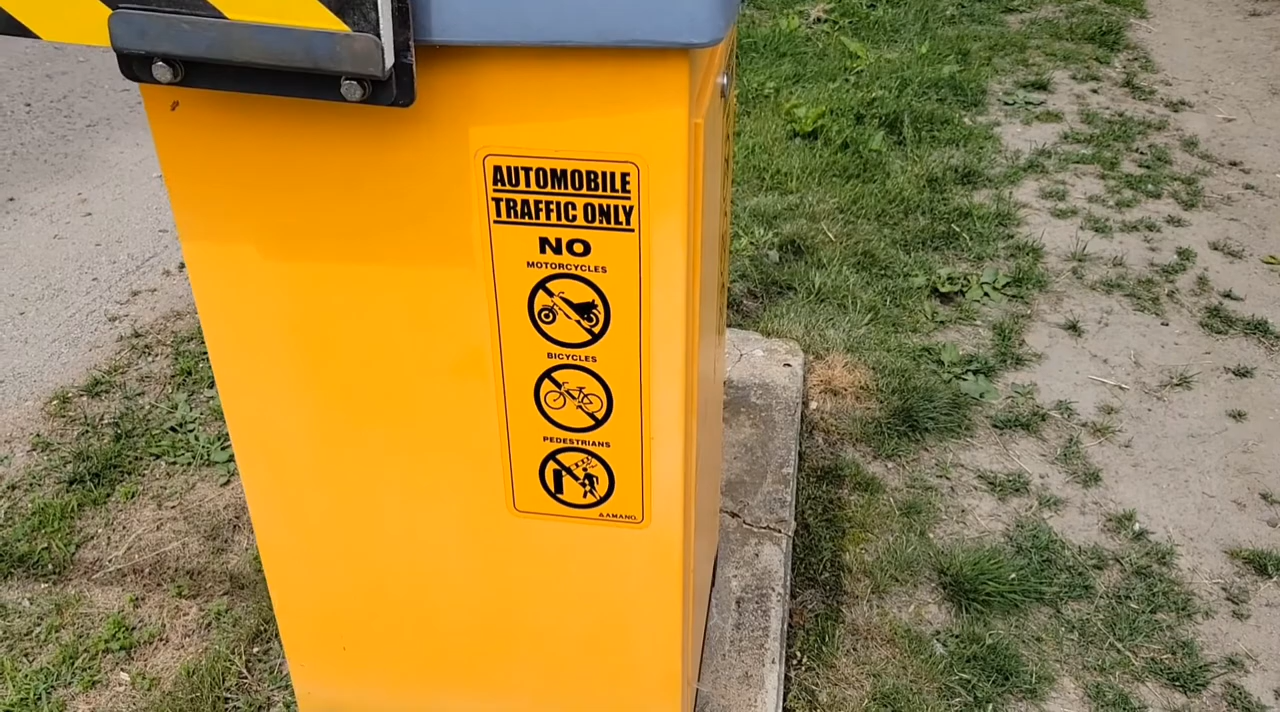 AUTOMOBILE
TRAFFIC ONLY
NO
MOTORCYCLES
BICYCLES
PEDESTRIANS
AMANO